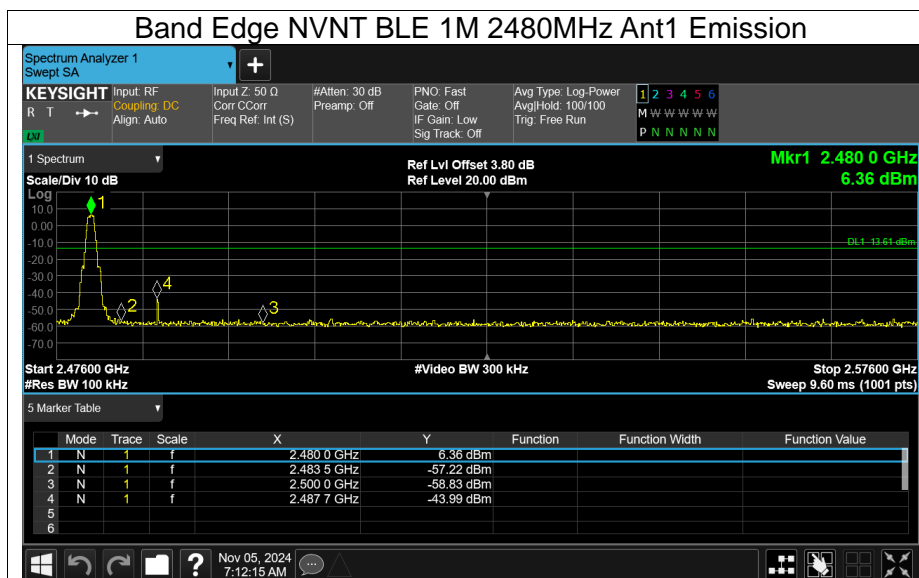 Band Edge NVNT BLE 1M 2480MHz Ant1 Emission
Spectrum Analyzer 1
Swept SA
KEYSIGHT
R T
LXI
Input: RF
Coupling: DC
Align: Auto
Input Z: 50 Ω
Corr CCorr
Freq Ref: Int (S)
#Atten: 30 dB
Preamp: Off
PNO: Fast
Gate: Off
IF Gain: Low
Sig Track: Off
Avg Type: Log-Power
Avg|Hold: 100/100
Trig: Free Run
1 2 3 4 5 6
M W W W W W
P N N N N N
1 Spectrum
Scale/Div 10 dB
Ref Lvl Offset 3.80 dB
Ref Level 20.00 dBm
Mkr1 2.480 0 GHz
6.36 dBm
Log
10.0
0.00
-10.0
-20.0
-30.0
-40.0
-50.0
-60.0
-70.0
1
2
4
3
DL1 -13.61 dBm
Start 2.47600 GHz
#Res BW 100 kHz
#Video BW 300 kHz
Stop 2.57600 GHz
Sweep 9.60 ms (1001 pts)
5 Marker Table
Mode Trace Scale X Y Function Function Width Function Value
1 N 1 f 2.480 0 GHz 6.36 dBm
2 N 1 f 2.483 5 GHz -57.22 dBm
3 N 1 f 2.500 0 GHz -58.83 dBm
4 N 1 f 2.487 7 GHz -43.99 dBm
5
6
?
Nov 05, 2024
7:12:15 AM